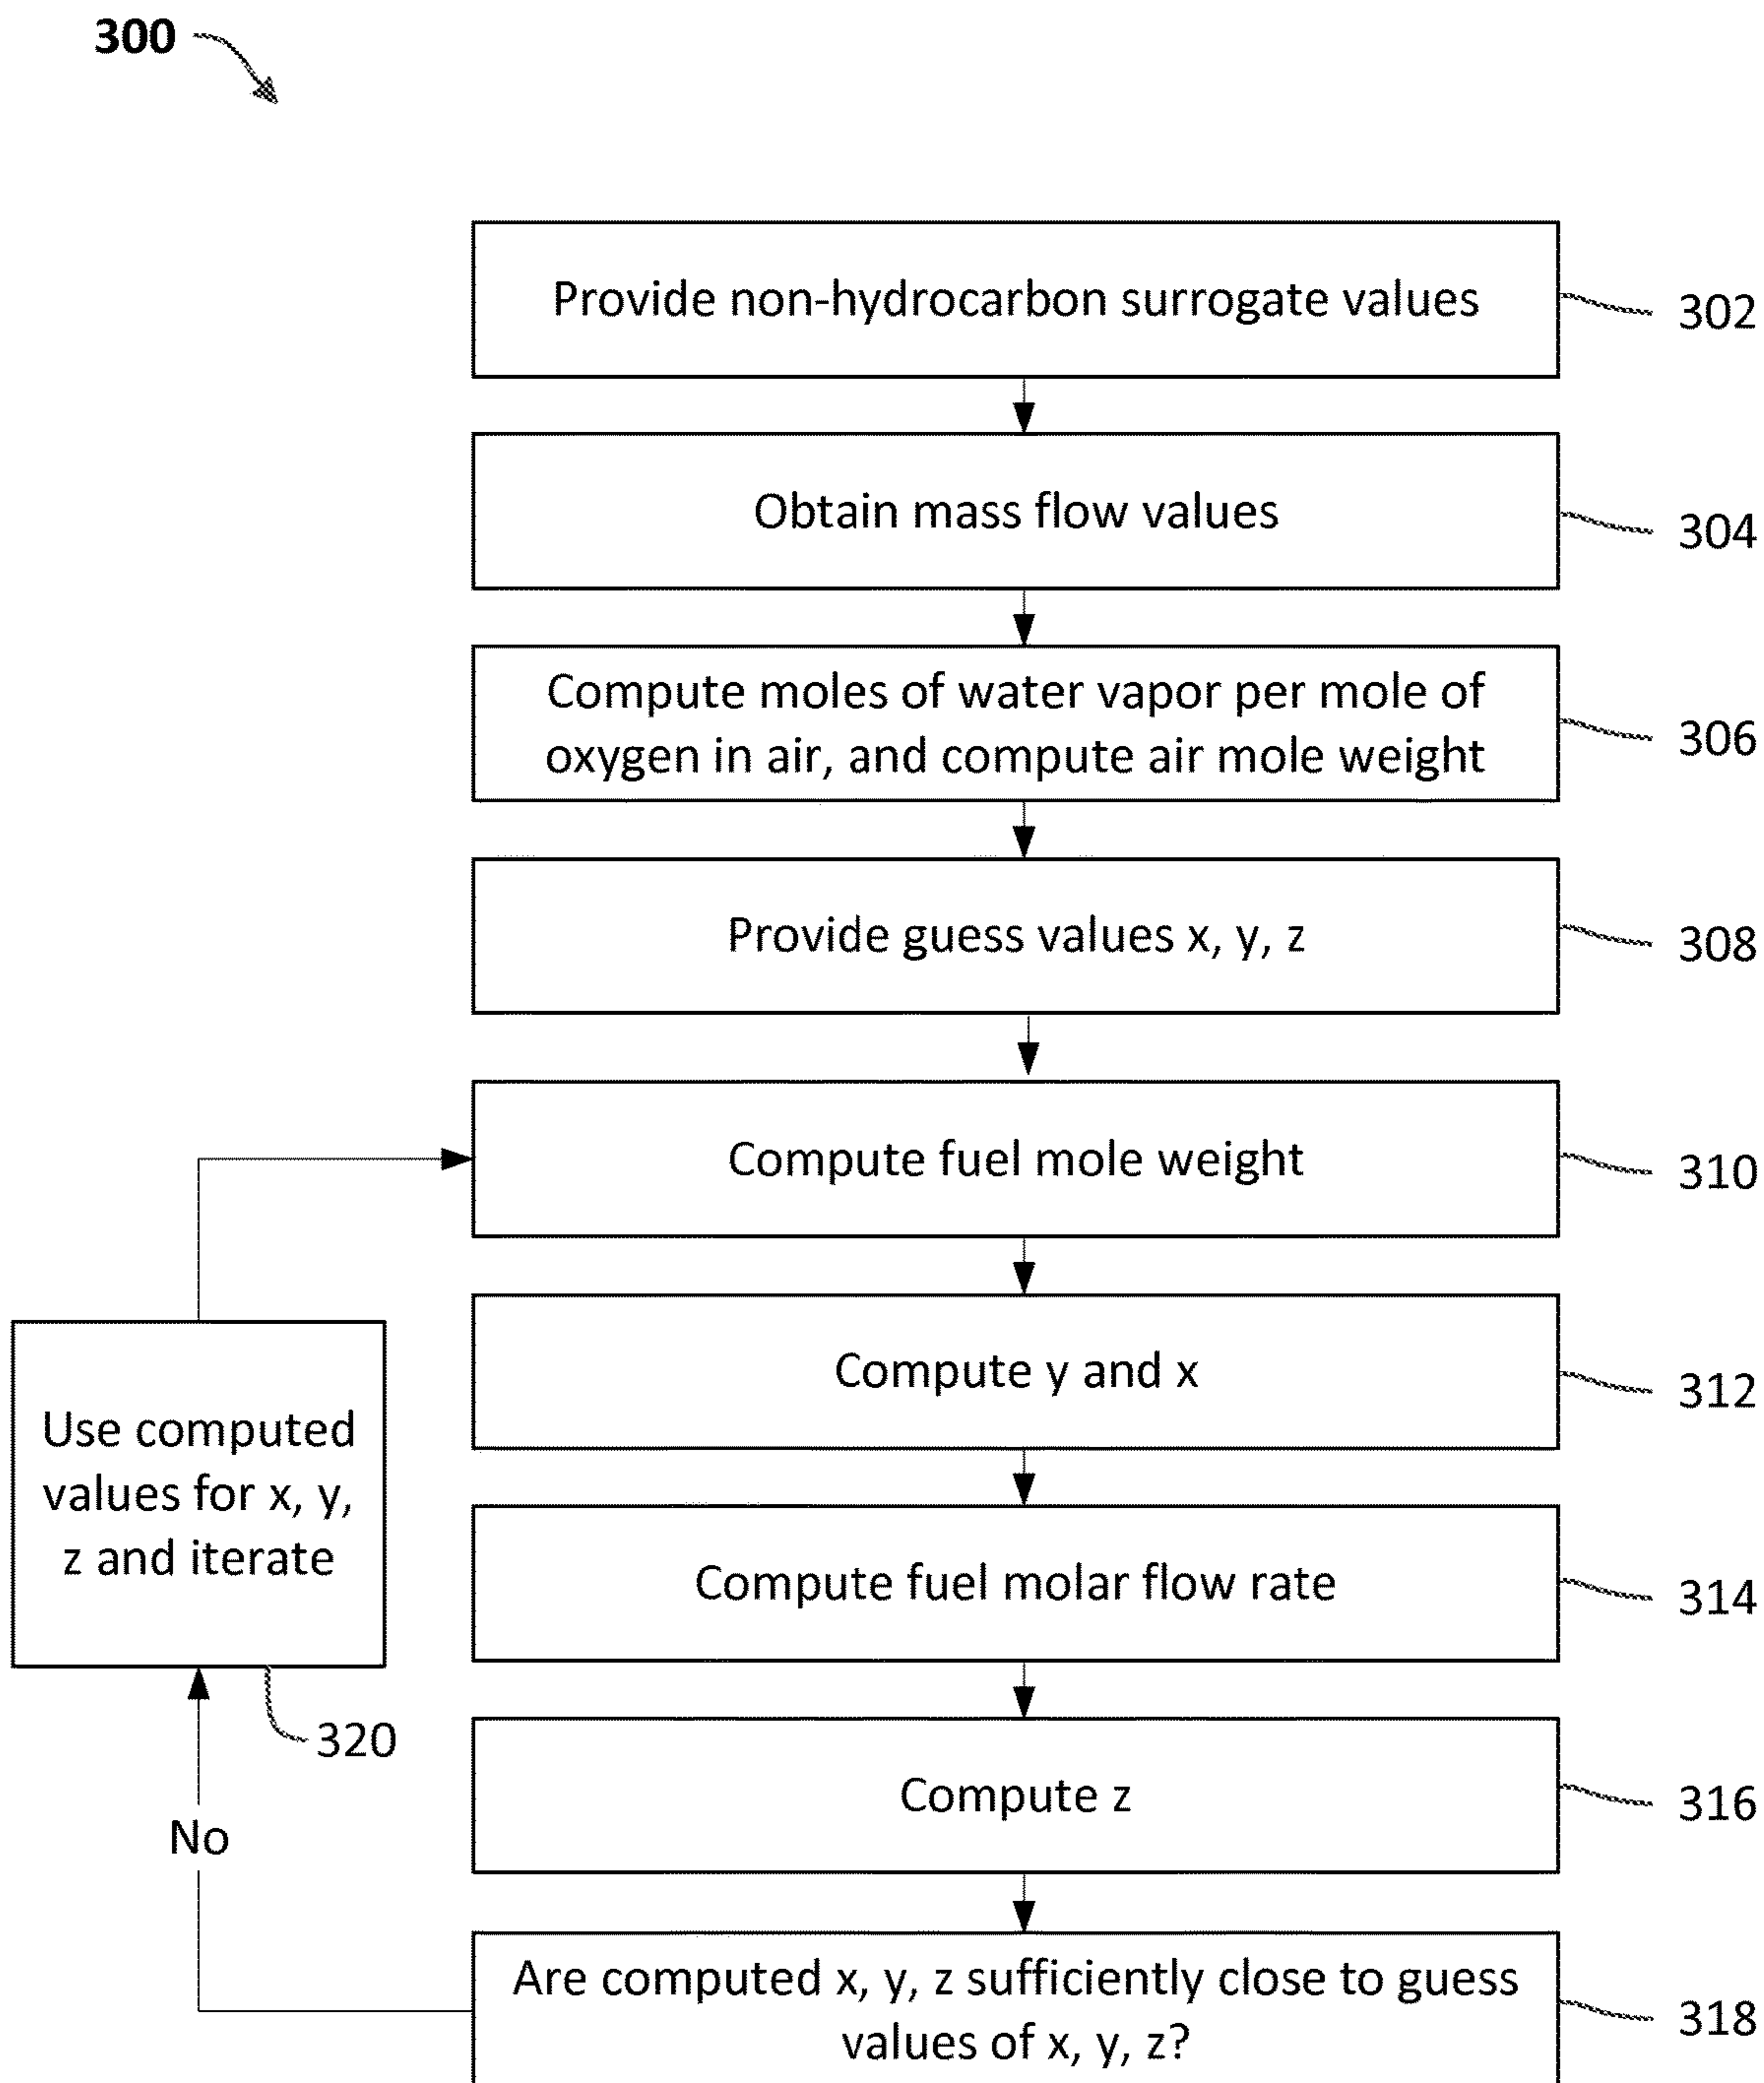 300
Provide non-hydrocarbon surrogate values
302
Obtain mass flow values
304
Compute moles of water vapor per mole of
oxygen in air, and compute air mole weight
306
Provide guess values x, y, z
308
Compute fuel mole weight
310
Compute y and x
312
Use computed
values for x, y,
z and iterate
320
Compute fuel molar flow rate
314
Compute z
316
No
Are computed x, y, z sufficiently close to guess
values of x, y, z?
318